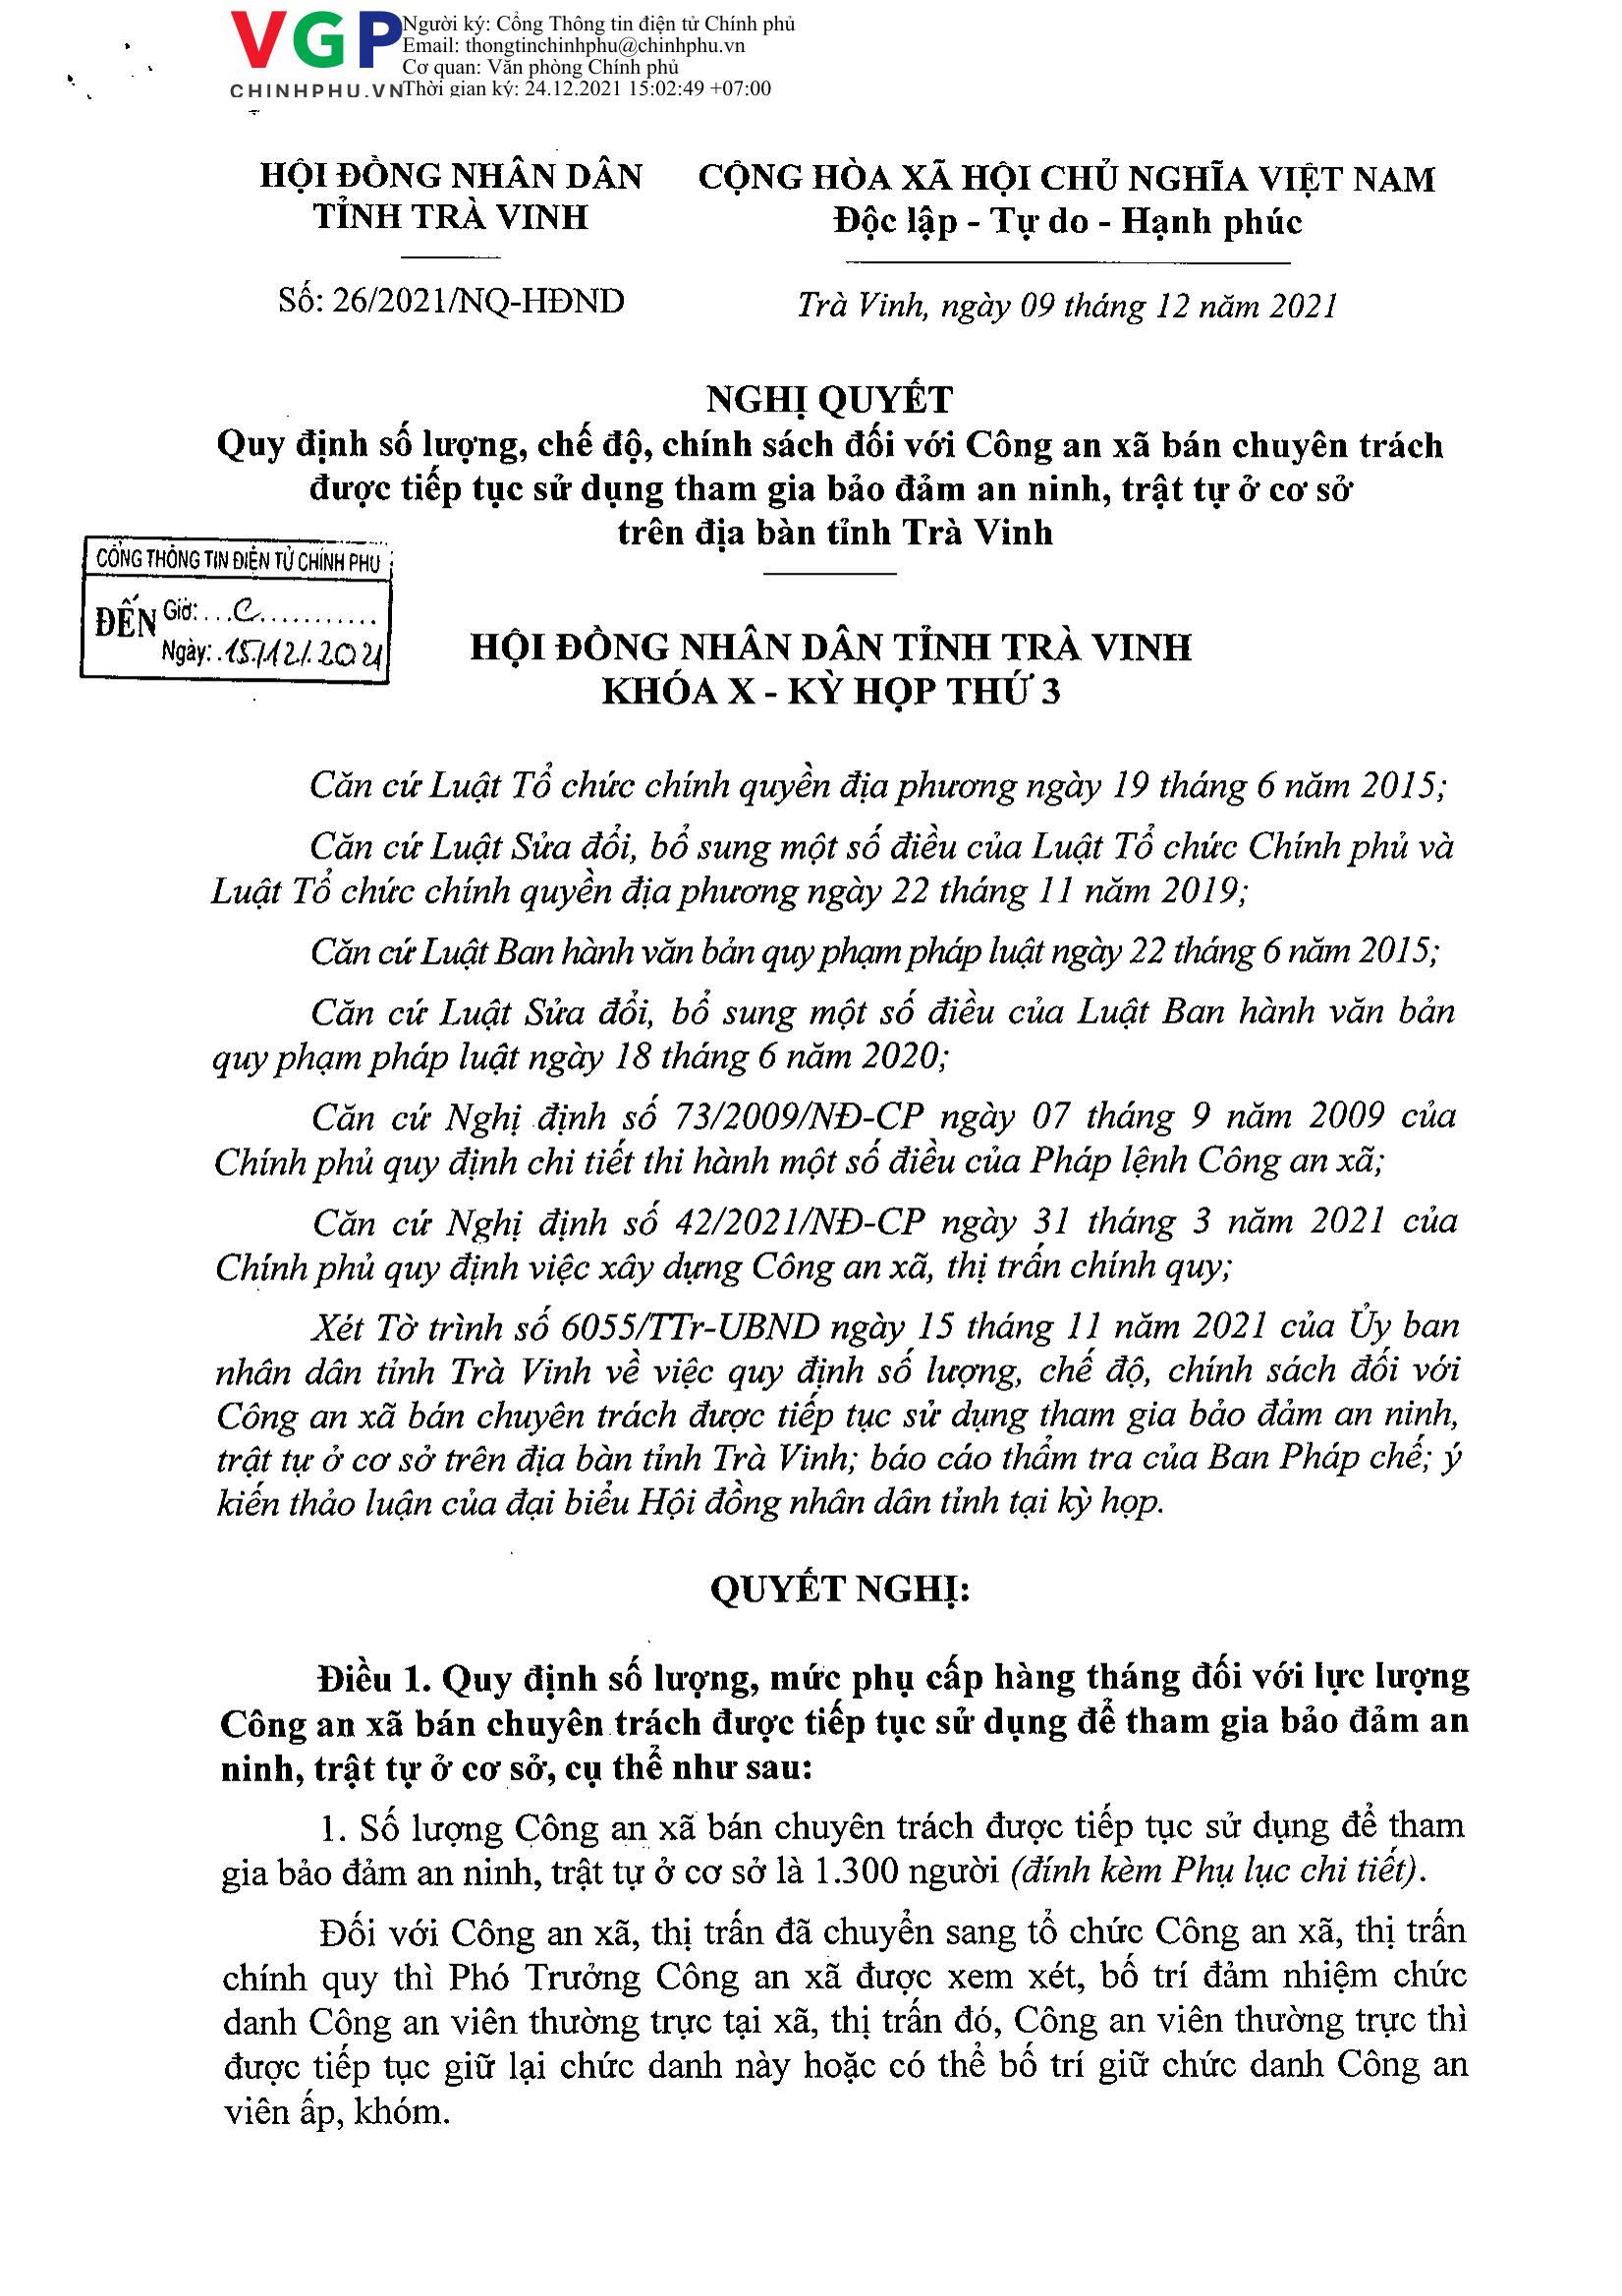 VGP
CHINHPHU.VN
Người ký: Cổng Thông tin điện tử Chính phủ
Email: thongtinchinhphu@chinhphu.vn
Cơ quan: Văn phòng Chính phủ
Thời gian ký: 24.12.2021 15:02:49 +07:00
HỘI ĐỒNG NHÂN DÂN
TỈNH TRÀ VINH
CỘNG HÒA XÃ HỘI CHỦ NGHĨA VIỆT NAM
Độc lập - Tự do - Hạnh phúc
Số: 26/2021/NQ-HĐND
Trà Vinh, ngày 09 tháng 12 năm 2021
NGHỊ QUYẾT
Quy định số lượng, chế độ, chính sách đối với Công an xã bán chuyên trách
được tiếp tục sử dụng tham gia bảo đảm an ninh, trật tự ở cơ sở
trên địa bàn tỉnh Trà Vinh
CỔNG THÔNG TIN ĐIỆN TỬ CHÍNH PHỦ
ĐẾN
Giờ: ...C............
Ngày: .15/12/.2021
HỘI ĐỒNG NHÂN DÂN TỈNH TRÀ VINH
KHÓA X - KỲ HỌP THỨ 3
Căn cứ Luật Tổ chức chính quyền địa phương ngày 19 tháng 6 năm 2015;
Căn cứ Luật Sửa đổi, bổ sung một số điều của Luật Tổ chức Chính phủ và
Luật Tổ chức chính quyền địa phương ngày 22 tháng 11 năm 2019;
Căn cứ Luật Ban hành văn bản quy phạm pháp luật ngày 22 tháng 6 năm 2015;
Căn cứ Luật Sửa đổi, bổ sung một số điều của Luật Ban hành văn bản
quy phạm pháp luật ngày 18 tháng 6 năm 2020;
Căn cứ Nghị định số 73/2009/NĐ-CP ngày 07 tháng 9 năm 2009 của
Chính phủ quy định chi tiết thi hành một số điều của Pháp lệnh Công an xã;
Căn cứ Nghị định số 42/2021/NĐ-CP ngày 31 tháng 3 năm 2021 của
Chính phủ quy định việc xây dựng Công an xã, thị trấn chính quy;
Xét Tờ trình số 6055/TTr-UBND ngày 15 tháng 11 năm 2021 của Ủy ban
nhân dân tỉnh Trà Vinh về việc quy định số lượng, chế độ, chính sách đối với
Công an xã bán chuyên trách được tiếp tục sử dụng tham gia bảo đảm an ninh,
trật tự ở cơ sở trên địa bàn tỉnh Trà Vinh; báo cáo thẩm tra của Ban Pháp chế; ý
kiến thảo luận của đại biểu Hội đồng nhân dân tỉnh tại kỳ họp.
QUYẾT NGHỊ:
Điều 1. Quy định số lượng, mức phụ cấp hàng tháng đối với lực lượng
Công an xã bán chuyên trách được tiếp tục sử dụng để tham gia bảo đảm an
ninh, trật tự ở cơ sở, cụ thể như sau:
1. Số lượng Công an xã bán chuyên trách được tiếp tục sử dụng để tham
gia bảo đảm an ninh, trật tự ở cơ sở là 1.300 người (đính kèm Phụ lục chi tiết).
Đối với Công an xã, thị trấn đã chuyển sang tổ chức Công an xã, thị trấn
chính quy thì Phó Trưởng Công an xã được xem xét, bố trí đảm nhiệm chức
danh Công an viên thường trực tại xã, thị trấn đó, Công an viên thường trực thì
được tiếp tục giữ lại chức danh này hoặc có thể bố trí giữ chức danh Công an
viên ấp, khóm.